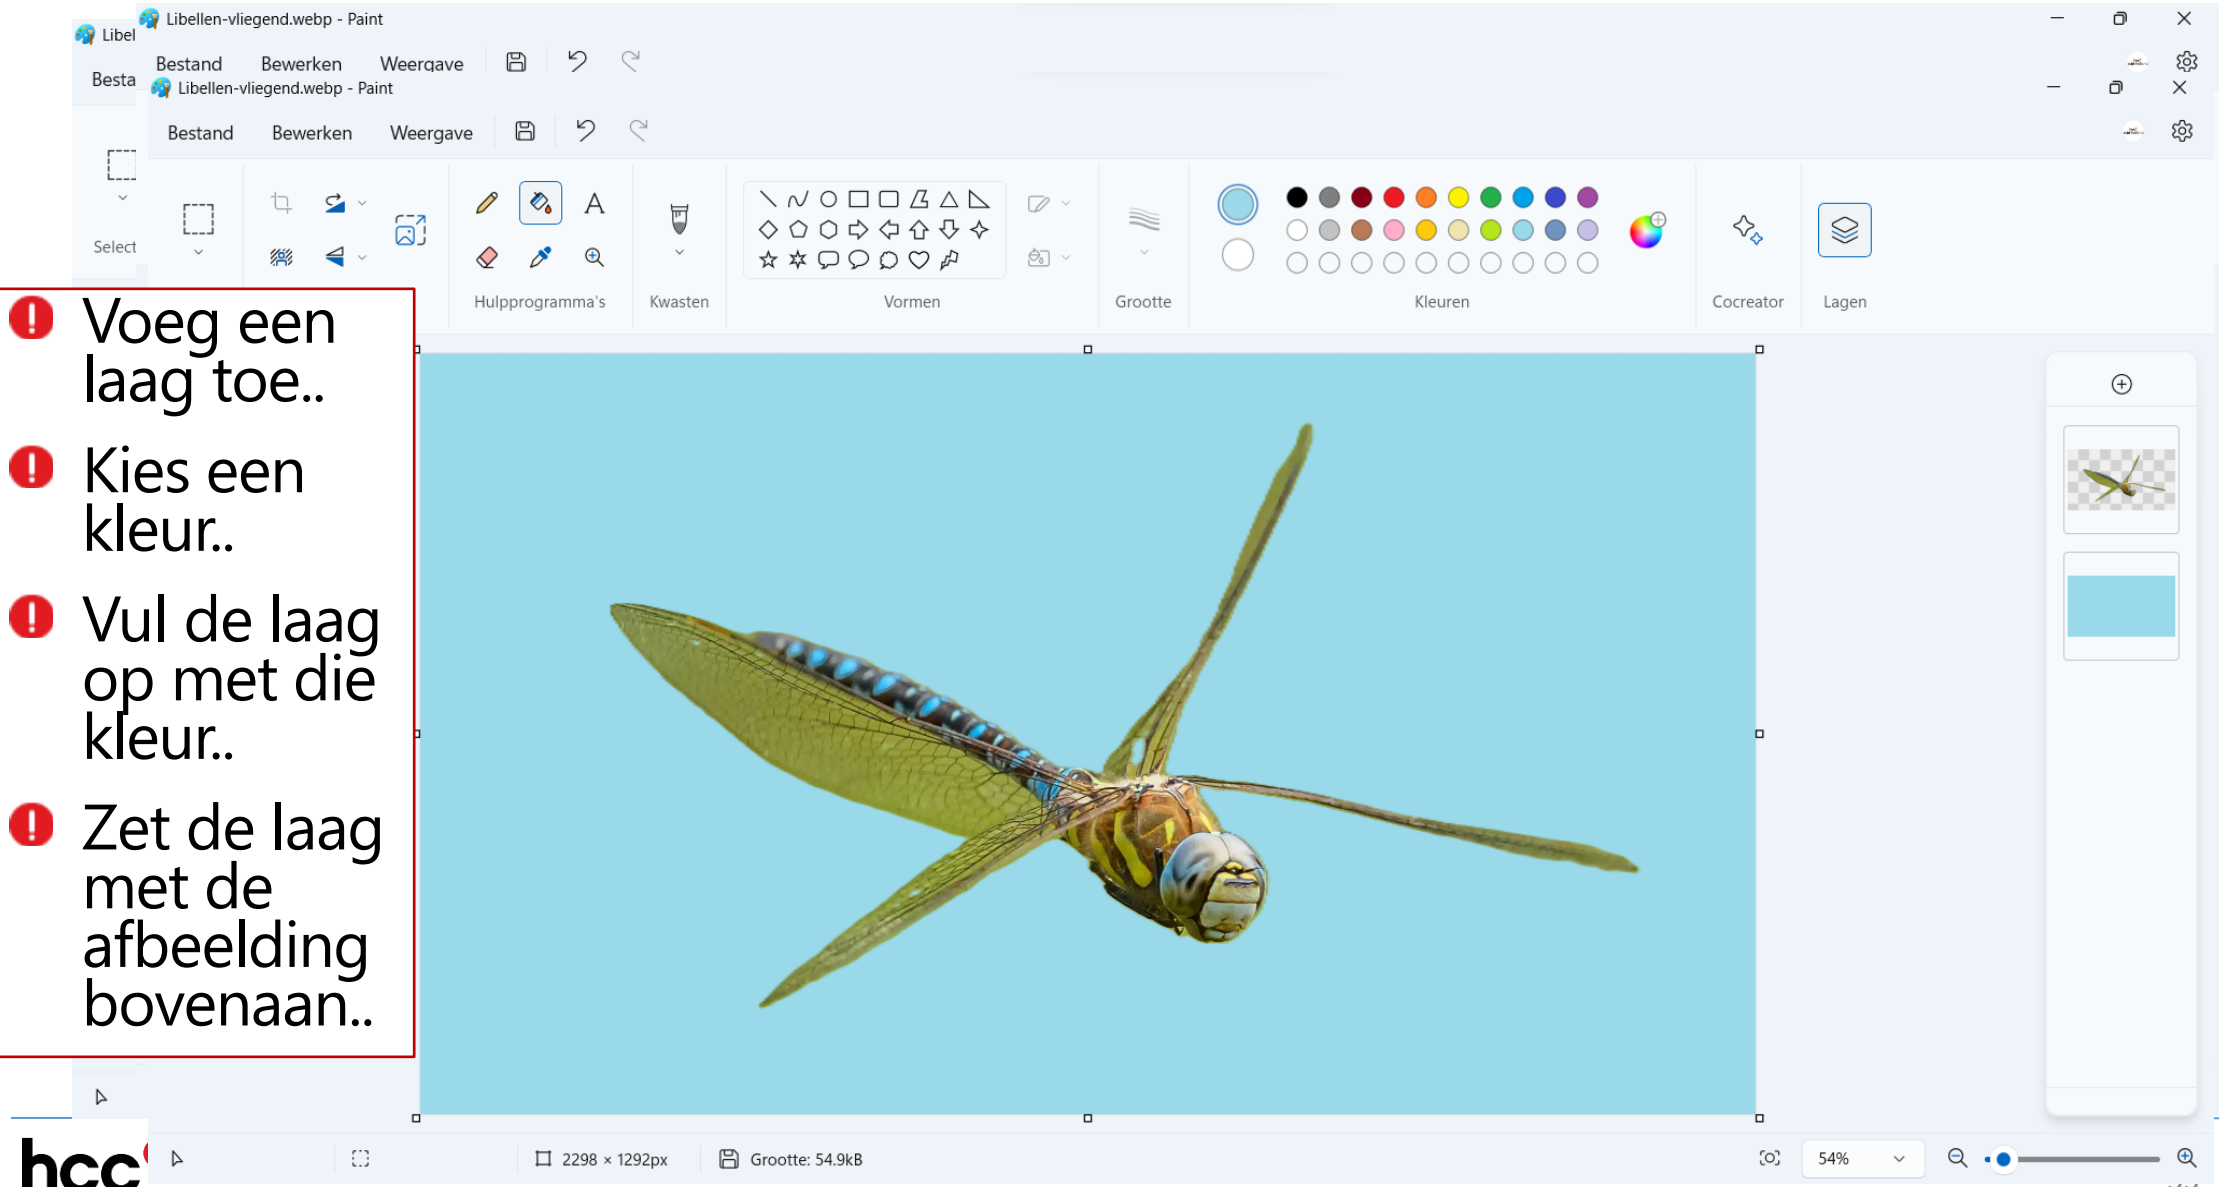 Libellen-vliegend.webp - Paint
Libel
Bestand Bewerken Weergave
Besta
Libellen-vliegend.webp - Paint
Bestand Bewerken Weergave
Select
Hulpprogramma's Kwasten Vormen Grootte Kleuren Cocreator Lagen
Voeg een
laag toe..
Kies een
kleur..
Vul de laag
op met die
kleur..
Zet de laag
met de
afbeelding
bovenaan..
hcc
2298 × 1292px Grootte: 54.9kB 54%